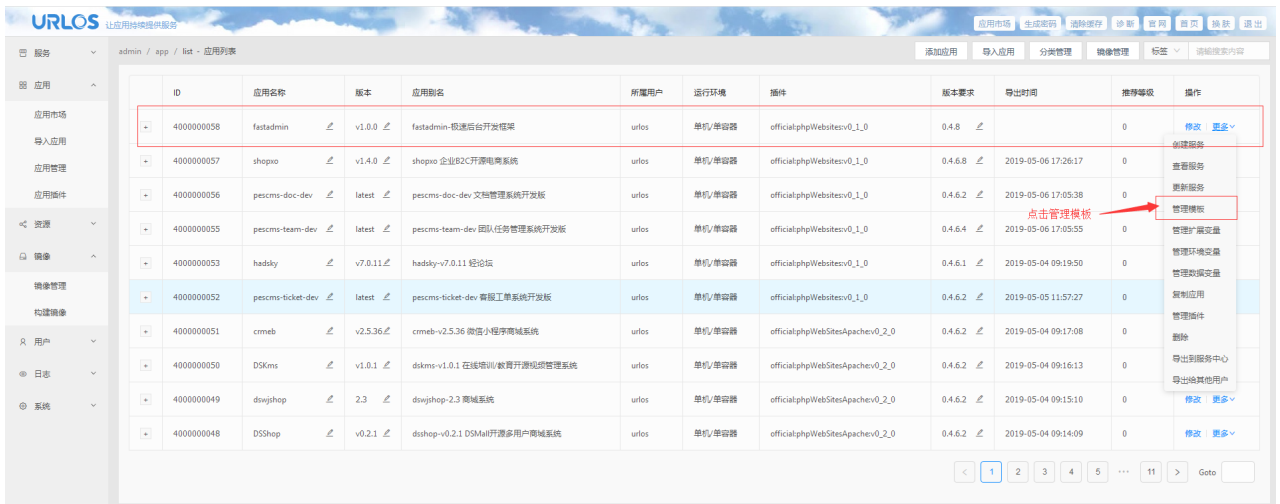 URLOS 让应用持续提供服务 应用市场 生成密码 清除缓存 诊断 官网 首页 换肤 退出
服务 admin / app / list - 应用列表 添加应用 导入应用 分类管理 镜像管理 标签 请输搜索内容
应用
应用市场
导入应用
应用管理
应用插件
资源
镜像
镜像管理
构建镜像
用户
日志
系统
ID 应用名称 版本 应用别名 所属用户 运行环境 插件 版本要求 导出时间 推荐等级 操作
4000000058 fastadmin v1.0.0 fastadmin-极速后台开发框架 urlos 单机/单容器 official:phpWebsites:v0_1_0 0.4.8 0 修改 更多
4000000057 shopxo v1.4.0 shopxo 企业B2C开源电商系统 urlos 单机/单容器 official:phpWebsites:v0_1_0 0.4.6.8 2019-05-06 17:26:17 0
4000000056 pescms-doc-dev latest pescms-doc-dev 文档管理系统开发版 urlos 单机/单容器 official:phpWebsites:v0_1_0 0.4.6.2 2019-05-06 17:05:38 0
4000000055 pescms-team-dev latest pescms-team-dev 团队任务管理系统开发版 urlos 单机/单容器 official:phpWebsites:v0_1_0 0.4.6.4 2019-05-06 17:05:55
4000000053 hadsky v7.0.11 hadsky-v7.0.11 轻论坛 urlos 单机/单容器 official:phpWebsites:v0_1_0 0.4.6.1 2019-05-04 09:19:50 0
4000000052 pescms-ticket-dev latest pescms-ticket-dev 客服工单系统开发版 urlos 单机/单容器 official:phpWebsites:v0_1_0 0.4.6.2 2019-05-05 11:57:27 0
4000000051 crmeb v2.5.36 crmeb-v2.5.36 微信小程序商城系统 urlos 单机/单容器 official:phpWebSitesApache:v0_2_0 0.4.6.2 2019-05-04 09:17:08 0
4000000050 DSKms v1.0.1 dskms-v1.0.1 在线培训/教育开源视频管理系统 urlos 单机/单容器 official:phpWebSitesApache:v0_2_0 0.4.6.2 2019-05-04 09:16:13 0
4000000049 dswjshop 2.3 dswjshop-2.3 商城系统 urlos 单机/单容器 official:phpWebSitesApache:v0_2_0 0.4.6.2 2019-05-04 09:15:10 0 修改 更多
4000000048 DSShop v0.2.1 dsshop-v0.2.1 DSMall开源多用户商城系统 urlos 单机/单容器 official:phpWebSitesApache:v0_2_0 0.4.6.2 2019-05-04 09:14:09 0 修改 更多
创建服务
查看服务
更新服务
管理模板
点击管理模板
管理扩展变量
管理环境变量
管理数据变量
复制应用
管理插件
删除
导出到服务中心
导出给其他用户
< 1 2 3 4 5 ••• 11 > Goto